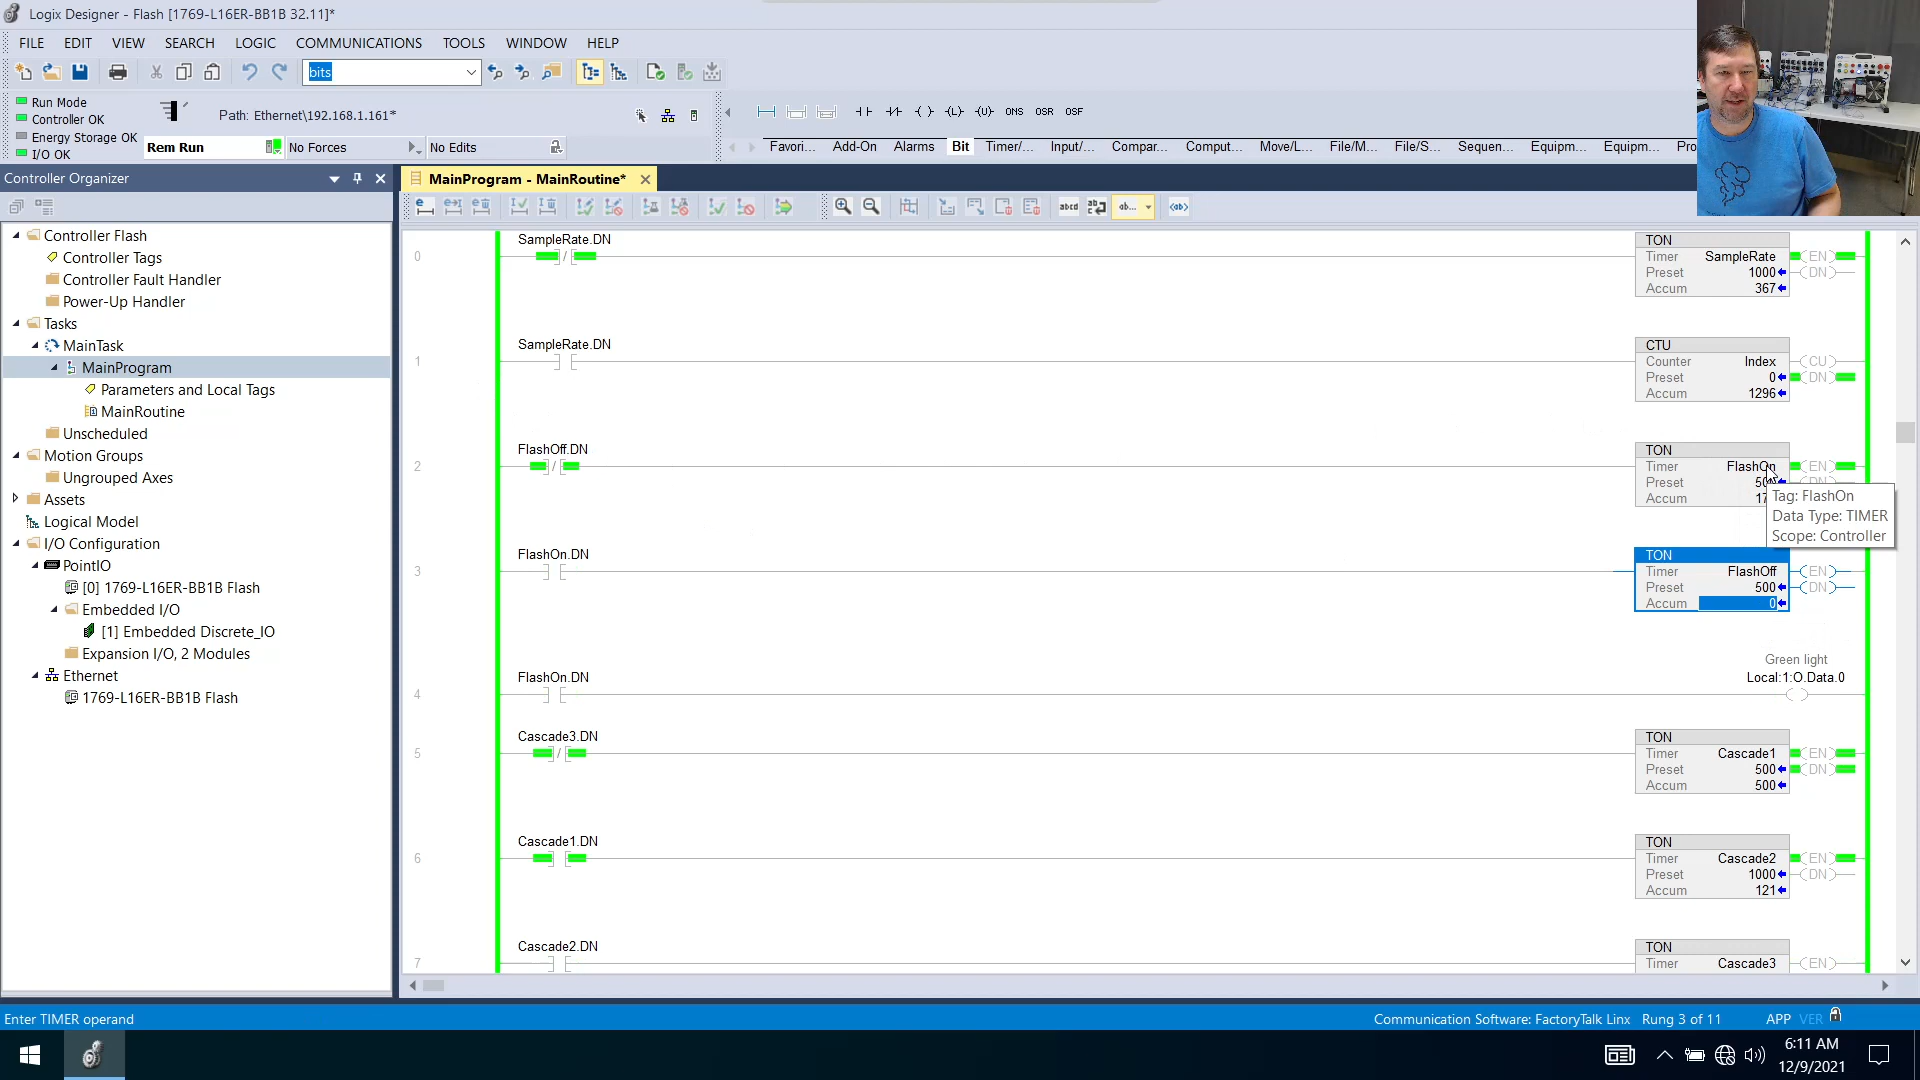 Logix Designer - Flash [1769-L16ER-BB1B 32.11]*
FILE EDIT VIEW SEARCH LOGIC COMMUNICATIONS TOOLS WINDOW HELP
bits
Run Mode
Controller OK
Energy Storage OK
I/O OK
Path: Ethernet\192.168.1.161*
Rem Run No Forces No Edits
(L) (U) ONS OSR OSF
Favori... Add-On Alarms Bit Timer/... Input/... Compar... Comput... Move/L... File/M... File/S... Sequen... Equipm... Equipm... Pro
Controller Organizer
Controller Flash
Controller Tags
Controller Fault Handler
Power-Up Handler
Tasks
MainTask
MainProgram
Parameters and Local Tags
MainRoutine
Unscheduled
Motion Groups
Ungrouped Axes
Assets
Logical Model
I/O Configuration
PointIO
[0] 1769-L16ER-BB1B Flash
Embedded I/O
[1] Embedded Discrete_IO
Expansion I/O, 2 Modules
Ethernet
1769-L16ER-BB1B Flash
MainProgram - MainRoutine*
abcd ab...
0
SampleRate.DN
TON
Timer SampleRate (EN)
Preset 1000 (DN)
Accum 367
1
SampleRate.DN
CTU
Counter Index (CU)
Preset 0 (DN)
Accum 1296
2
FlashOff.DN
TON
Timer FlashOn (EN)
Preset 50
Accum 17
Tag: FlashOn
Data Type: TIMER
Scope: Controller
3
FlashOn.DN
TON
Timer FlashOff (EN)
Preset 500 (DN)
Accum 0
4
FlashOn.DN
Green light
Local:1:O.Data.0
5
Cascade3.DN
TON
Timer Cascade1 (EN)
Preset 500 (DN)
Accum 500
6
Cascade1.DN
TON
Timer Cascade2 (EN)
Preset 1000 (DN)
Accum 121
7
Cascade2.DN
TON
Timer Cascade3 (EN)
Enter TIMER operand
Communication Software: FactoryTalk Linx Rung 3 of 11 APP VER
6:11 AM
12/9/2021